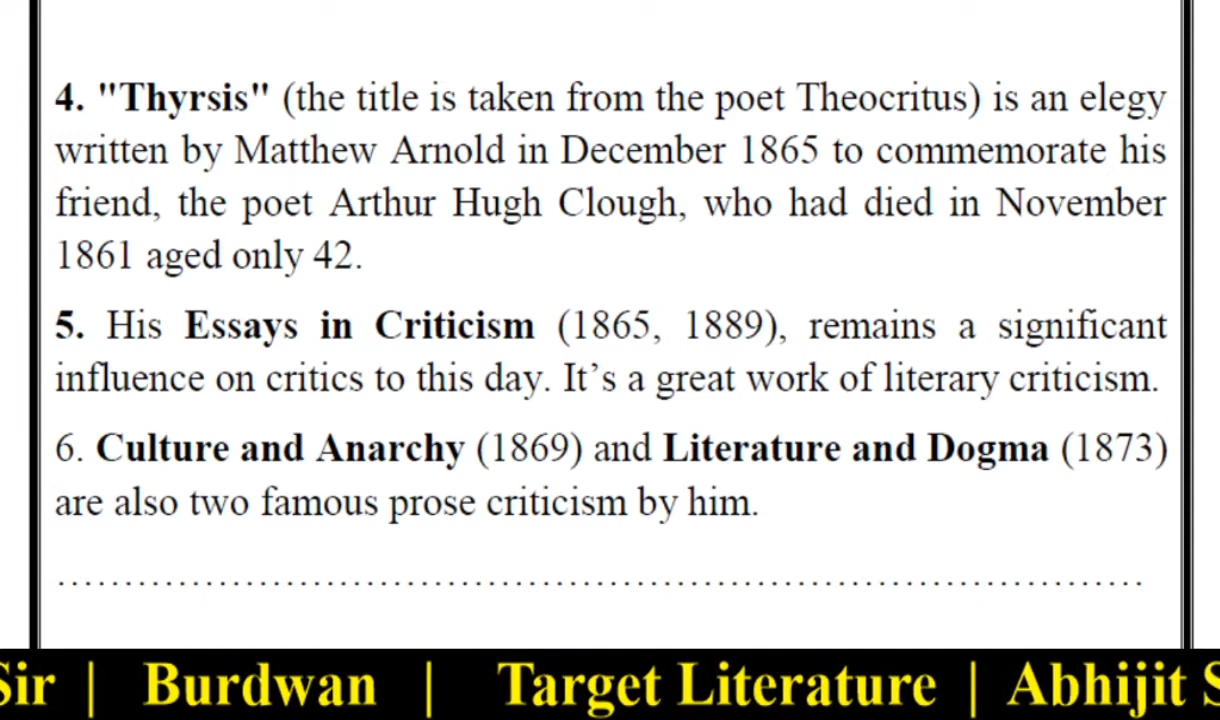 4. "Thyrsis" (the title is taken from the poet Theocritus) is an elegy
written by Matthew Arnold in December 1865 to commemorate his
friend, the poet Arthur Hugh Clough, who had died in November
1861 aged only 42.
5. His Essays in Criticism (1865, 1889), remains a significant
influence on critics to this day. It’s a great work of literary criticism.
6. Culture and Anarchy (1869) and Literature and Dogma (1873)
are also two famous prose criticism by him.
................................................................................
Sir | Burdwan | Target Literature | Abhijit S